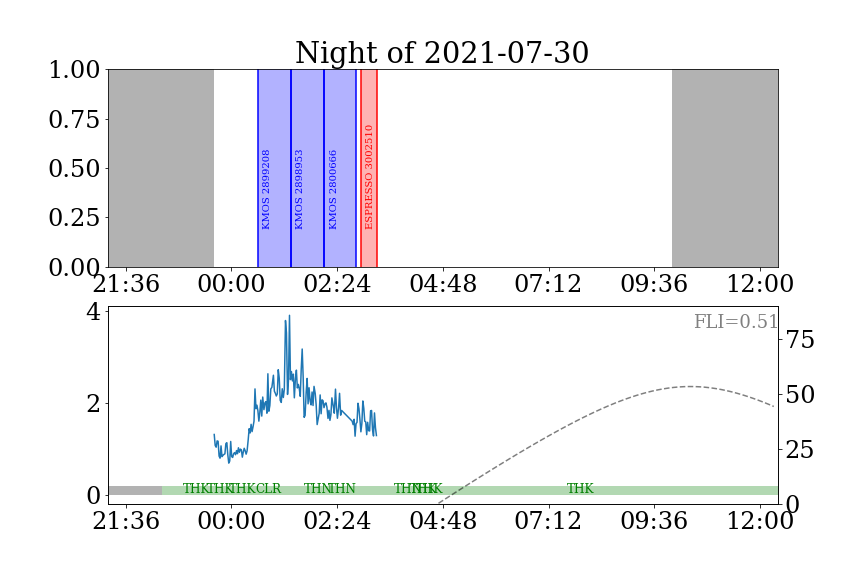 Night of 2021-07-30
1.00
0.75
0.50
0.25
0.00
KMOS 2899208
KMOS 2898953
KMOS 2800666
ESPRESSO 3002510
21:36 00:00 02:24 04:48 07:12 09:36 12:00
FLI=0.51
4
2
0
75
50
25
0
THK THK THK CLR THN THN THN THK THK THK
21:36 00:00 02:24 04:48 07:12 09:36 12:00